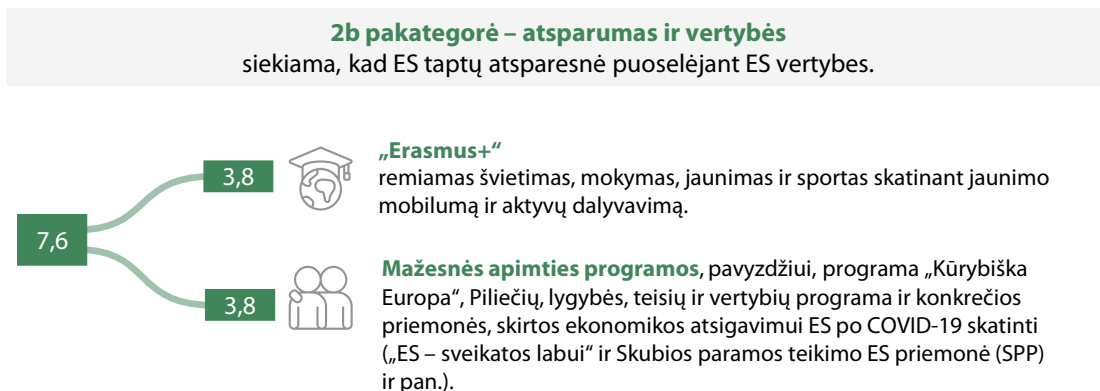 2b pakategorė – atsparumas ir vertybės
siekiama, kad ES taptų atsparesnė puoselėjant ES vertybes.
„Erasmus+“
3,8
remiamas švietimas, mokymas, jaunimas ir sportas skatinant jaunimo
mobilumą ir aktyvų dalyvavimą.
7,6
Mažesnės apimties programos, pavyzdžiui, programa „Kūrybiška
Europa“, Piliečių, lygybės, teisių ir vertybių programa ir konkrečios
3,8
priemonės, skirtos ekonomikos atsigavimui ES po COVID-19 skatinti
(„ES – sveikatos labui“ ir Skubios paramos teikimo ES priemonė (SPP)
ir pan.).